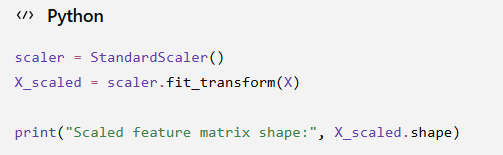 </> Python
scaler = StandardScaler()
X_scaled = scaler.fit_transform(X)
print("Scaled feature matrix shape:", X_scaled.shape)